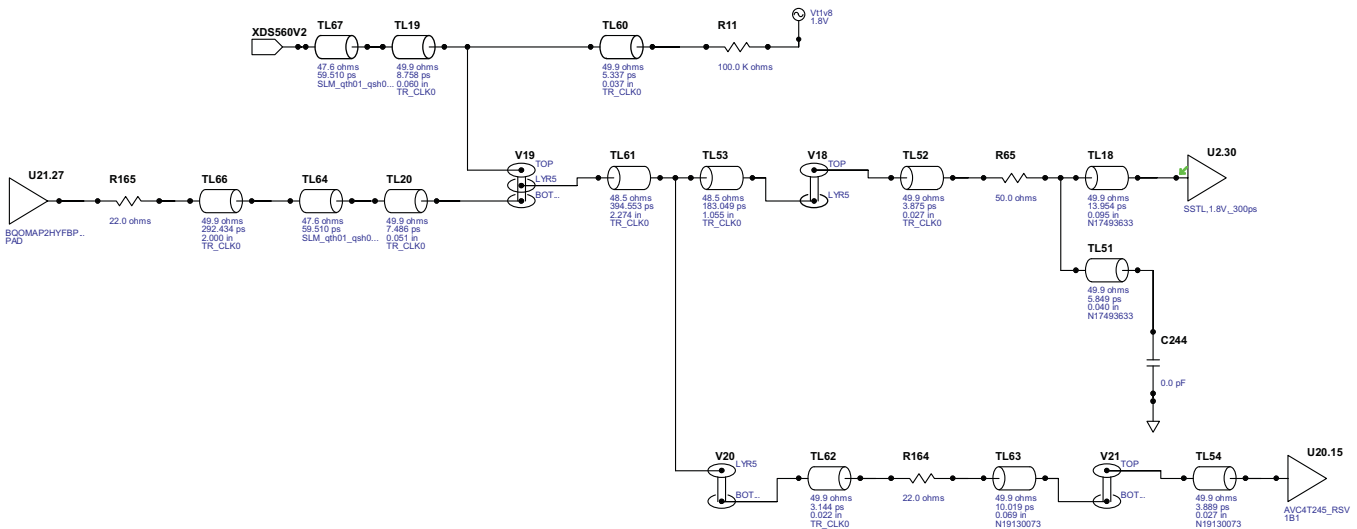 XDS560V2
TL67
47.6 ohms
59.510 ps
SLM_qth01_qsh0...
TL19
49.9 ohms
8.758 ps
0.060 in
TR_CLK0
TL60
49.9 ohms
5.337 ps
0.037 in
TR_CLK0
R11
100.0 K ohms
Vt1v8
1.8V
U21.27
BQOMAP2HYFBP...
PAD
R165
22.0 ohms
TL66
49.9 ohms
292.434 ps
2.000 in
TR_CLK0
TL64
47.6 ohms
59.510 ps
SLM_qth01_qsh0...
TL20
49.9 ohms
7.486 ps
0.051 in
TR_CLK0
V19
TOP
LYR5
BOT...
TL61
48.5 ohms
394.553 ps
2.274 in
TR_CLK0
TL53
48.5 ohms
183.049 ps
1.055 in
TR_CLK0
V18
TOP
LYR5
TL52
49.9 ohms
3.875 ps
0.027 in
TR_CLK0
R65
50.0 ohms
TL18
49.9 ohms
13.954 ps
0.095 in
N17493633
U2.30
SSTL,1.8V,_300ps
TL51
49.9 ohms
5.849 ps
0.040 in
N17493633
C244
0.0 pF
V20
LYR5
BOT...
TL62
49.9 ohms
3.144 ps
0.022 in
TR_CLK0
R164
22.0 ohms
TL63
49.9 ohms
10.019 ps
0.069 in
N19130073
V21
TOP
BOT...
TL54
49.9 ohms
3.889 ps
0.027 in
N19130073
U20.15
AVC4T245_RSV
1B1